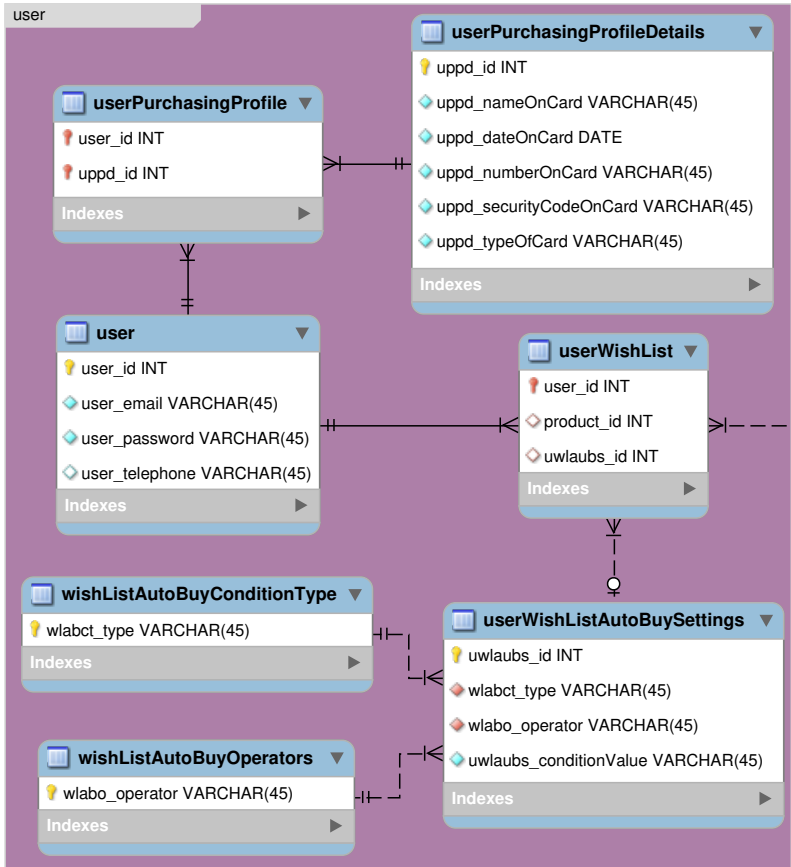 user
userPurchasingProfileDetails
uppd_id INT
uppd_nameOnCard VARCHAR(45)
uppd_dateOnCard DATE
uppd_numberOnCard VARCHAR(45)
uppd_securityCodeOnCard VARCHAR(45)
uppd_typeOfCard VARCHAR(45)
Indexes
userPurchasingProfile
user_id INT
uppd_id INT
Indexes
user
user_id INT
user_email VARCHAR(45)
user_password VARCHAR(45)
user_telephone VARCHAR(45)
Indexes
userWishList
user_id INT
product_id INT
uwlaubs_id INT
Indexes
wishListAutoBuyConditionType
wlabct_type VARCHAR(45)
Indexes
userWishListAutoBuySettings
uwlaubs_id INT
wlabct_type VARCHAR(45)
wlabo_operator VARCHAR(45)
uwlaubs_conditionValue VARCHAR(45)
Indexes
wishListAutoBuyOperators
wlabo_operator VARCHAR(45)
Indexes